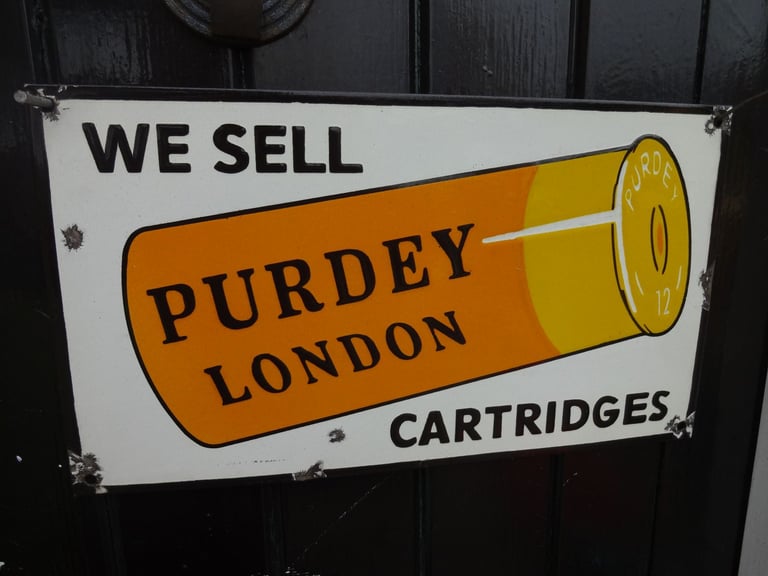 WE SELL
PURDEY
LONDON
PURDEY
12
CARTRIDGES